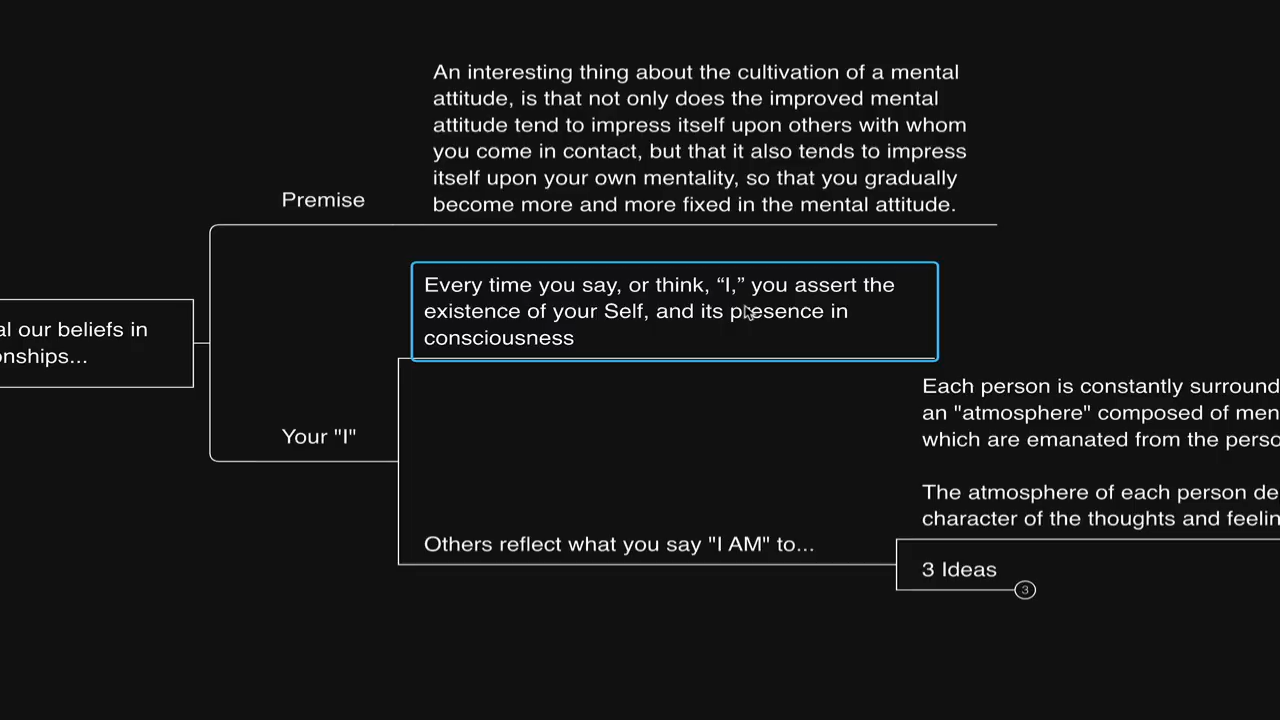 An interesting thing about the cultivation of a mental
attitude, is that not only does the improved mental
attitude tend to impress itself upon others with whom
you come in contact, but that it also tends to impress
itself upon your own mentality, so that you gradually
become more and more fixed in the mental attitude.
Premise
Every time you say, or think, “I,” you assert the
existence of your Self, and its presence in
consciousness
al our beliefs in
onships...
Your "I"
Each person is constantly surround
an "atmosphere" composed of men
which are emanated from the perso
The atmosphere of each person de
character of the thoughts and feelin
Others reflect what you say "I AM" to...
3 Ideas
3